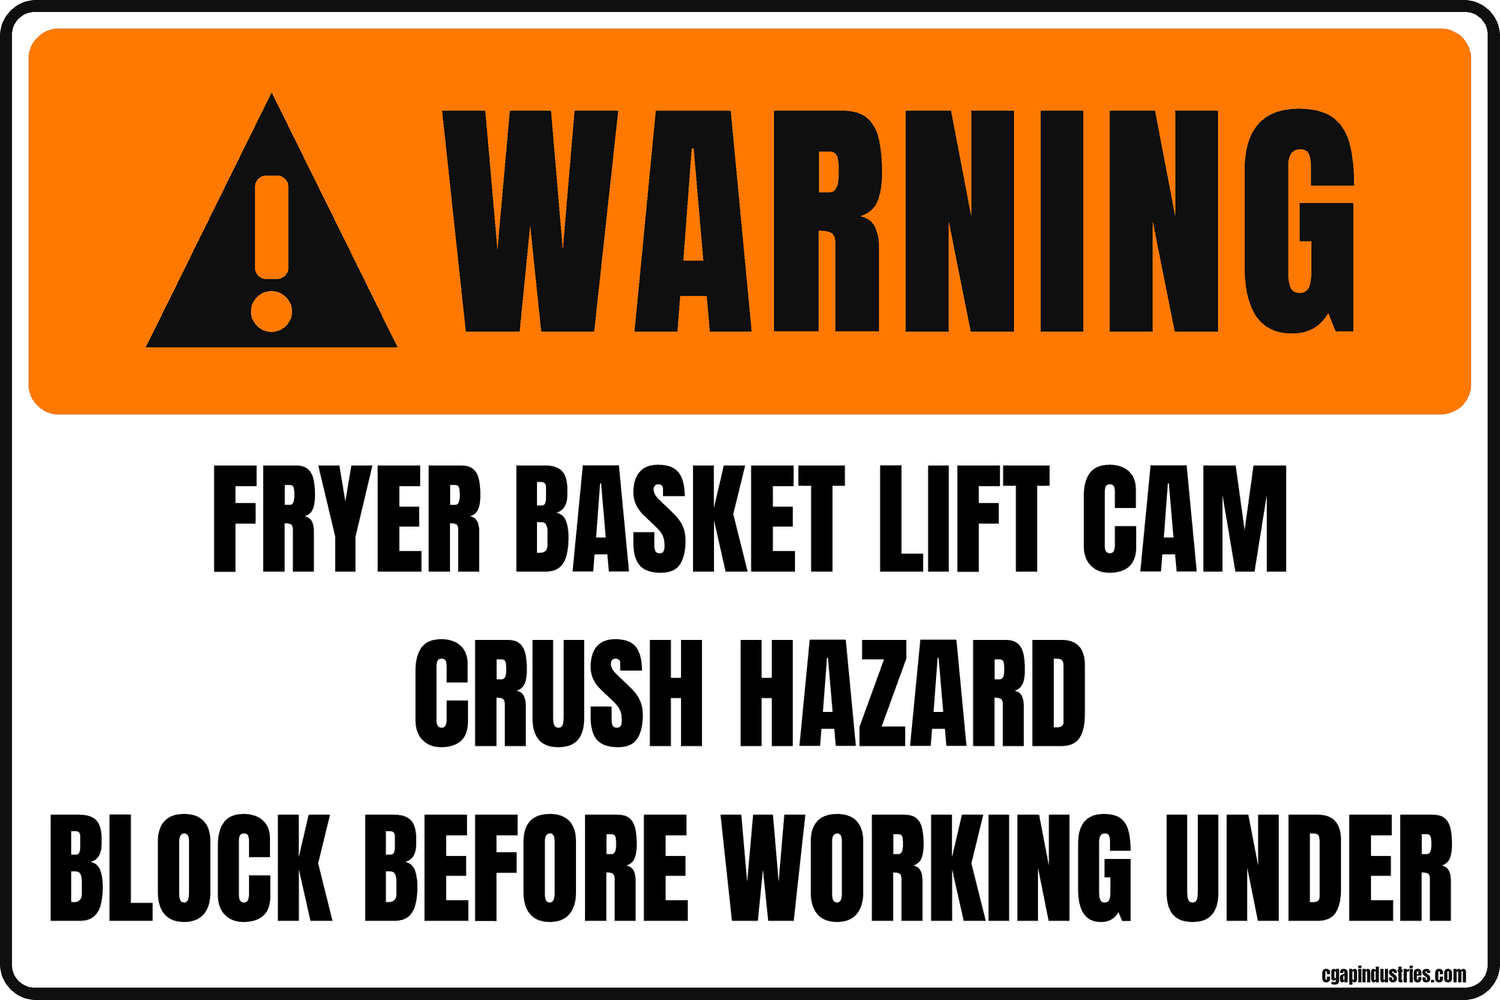 WARNING
FRYER BASKET LIFT CAM
CRUSH HAZARD
BLOCK BEFORE WORKING UNDER
cgapindustries.com